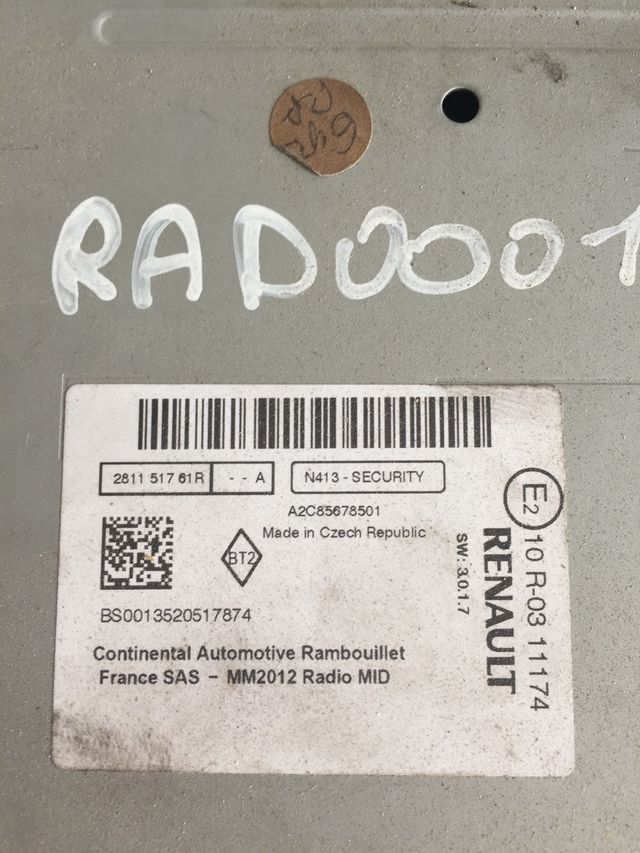 RAD0001
2811 517 61R
- - A
N413 - SECURITY
A2C85678501
Made in Czech Republic
BT2
BS0013520517874
Continental Automotive Rambouillet
France SAS - MM2012 Radio MID
SW: 3.0.1.7
RENAULT
E2
10 R-03 11174